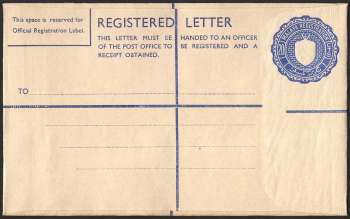 This space is reserved for
Official Registration Label.
REGISTERED LETTER
THIS LETTER MUST BE HANDED TO AN OFFICER
OF THE POST OFFICE TO BE REGISTERED AND A
RECEIPT OBTAINED.
TO